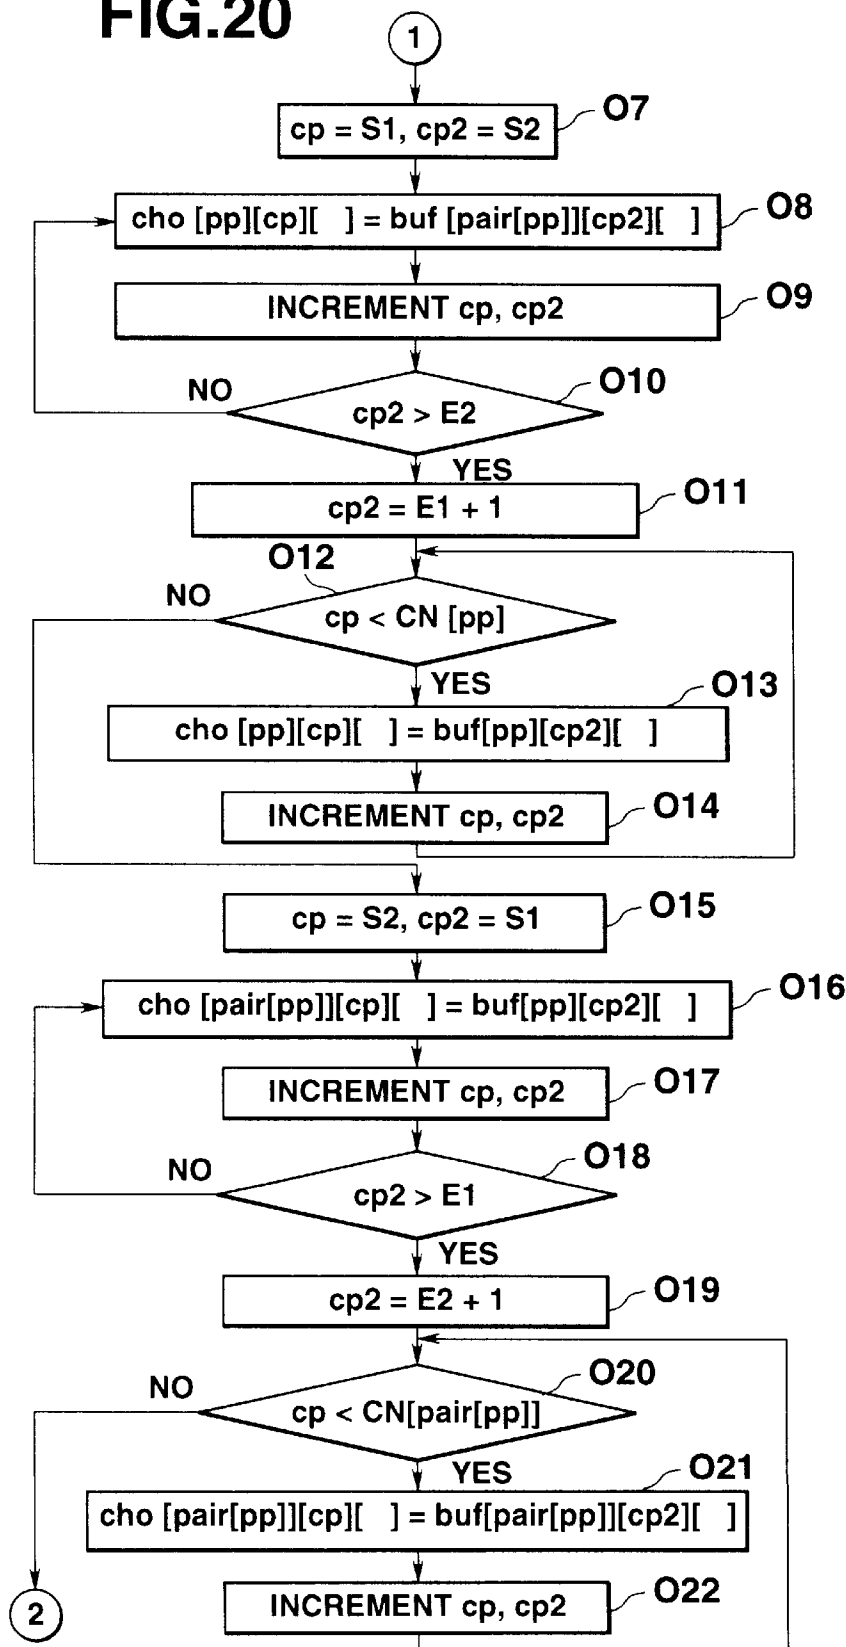 FIG.20
1
cp = S1, cp2 = S2
O7
cho [pp][cp][ ] = buf [pair[pp]][cp2][ ]
O8
INCREMENT cp, cp2
O9
cp2 > E2
O10
NO
YES
cp2 = E1 + 1
O11
O12
cp < CN [pp]
NO
YES
cho [pp][cp][ ] = buf[pp][cp2][ ]
O13
INCREMENT cp, cp2
O14
cp = S2, cp2 = S1
O15
cho [pair[pp]][cp][ ] = buf[pp][cp2][ ]
O16
INCREMENT cp, cp2
O17
cp2 > E1
O18
NO
YES
cp2 = E2 + 1
O19
cp < CN[pair[pp]]
O20
NO
YES
cho [pair[pp]][cp][ ] = buf[pair[pp]][cp2][ ]
O21
INCREMENT cp, cp2
O22
2